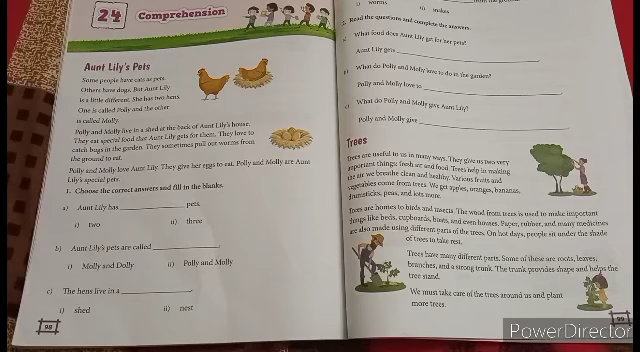 24 Comprehension
Aunt Lily's Pets
Some people have cats as pets.
Others have dogs. But Aunt Lily
is a little different. She has two hens.
One is called Polly and the other
is called Molly.
Polly and Molly live in a shed at the back of Aunt Lily's house.
They eat special food that Aunt Lily gets for them. They love to
catch bugs in the garden. They sometimes pull out worms from
the ground to eat.
Polly and Molly love Aunt Lily. They give her eggs to eat. Polly and Molly are Aunt
Lily's special pets.
1. Choose the correct answers and fill in the blanks.
a) Aunt Lily has ________ pets.
i) two ii) three
b) Aunt Lily's pets are called ________
i) Molly and Dolly ii) Polly and Molly
c) The hens live in a ________
i) shed ii) nest
98
i) worms ii) snakes
2. Read the questions and complete the answers.
What food does Aunt Lily get for her pets?
Aunt Lily gets ________
b) What do Polly and Molly love to do in the garden?
Polly and Molly love to ________
c) What do Polly and Molly give Aunt Lily?
Polly and Molly give ________
Trees
Trees are useful to us in many ways. They give us two very
important things: fresh air and food. Trees help in making
the air we breathe clean and healthy. Various fruits and
vegetables come from trees. We get apples, oranges, bananas,
drumsticks, peas, and lots more.
Trees are homes to birds and insects. The wood from trees is used to make important
things like beds, cupboards, boats, and even houses. Paper, rubber, and many medicines
are also made using different parts of the trees. On hot days, people sit under the shade
of trees to take rest.
Trees have many different parts. Some of these are roots, leaves,
branches, and a strong trunk. The trunk provides shape and helps the
tree stand.
We must take care of the trees around us and plant
more trees.
99
PowerDirector